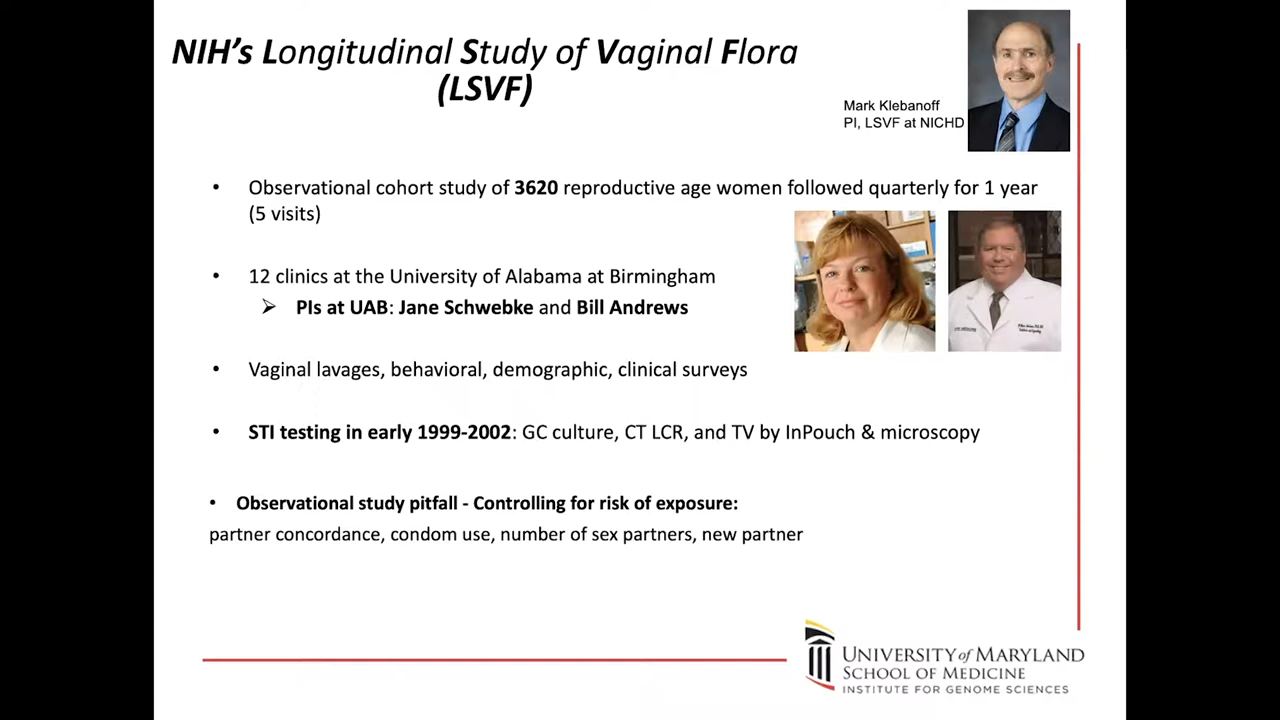 NIH's Longitudinal Study of Vaginal Flora
(LSVF)
Mark Klebanoff
PI, LSVF at NICHD
• Observational cohort study of 3620 reproductive age women followed quarterly for 1 year
(5 visits)
• 12 clinics at the University of Alabama at Birmingham
➢ PIs at UAB: Jane Schwebke and Bill Andrews
• Vaginal lavages, behavioral, demographic, clinical surveys
• STI testing in early 1999-2002: GC culture, CT LCR, and TV by InPouch & microscopy
• Observational study pitfall - Controlling for risk of exposure:
partner concordance, condom use, number of sex partners, new partner
UNIVERSITY of MARYLAND
SCHOOL OF MEDICINE
INSTITUTE FOR GENOME SCIENCES